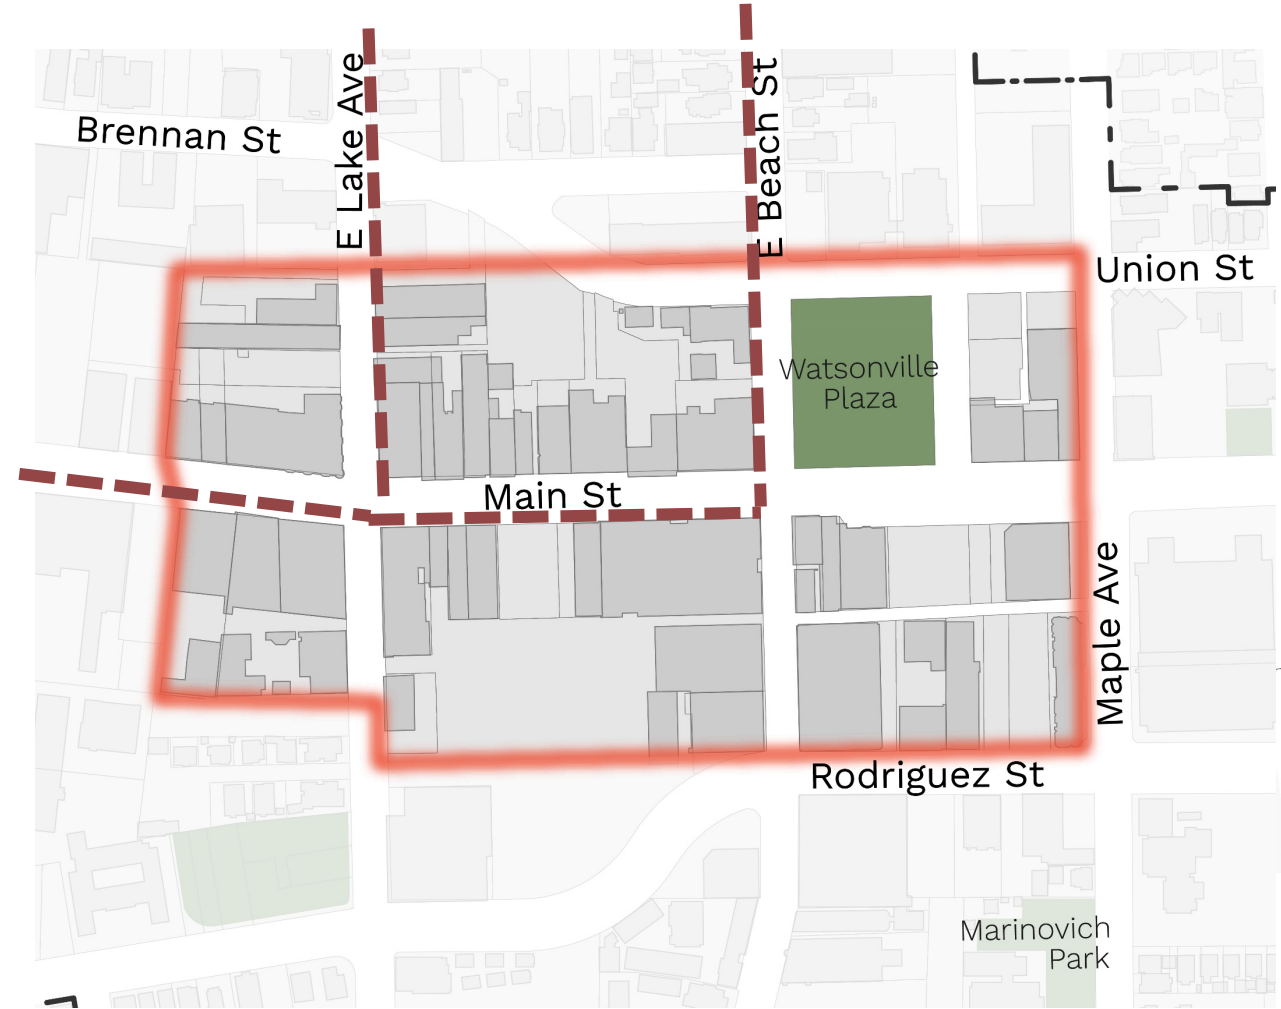 Brennan St
E Lake Ave
E Beach St
Union St
Watsonville
Plaza
Main St
Maple Ave
Rodriguez St
Marinovich
Park